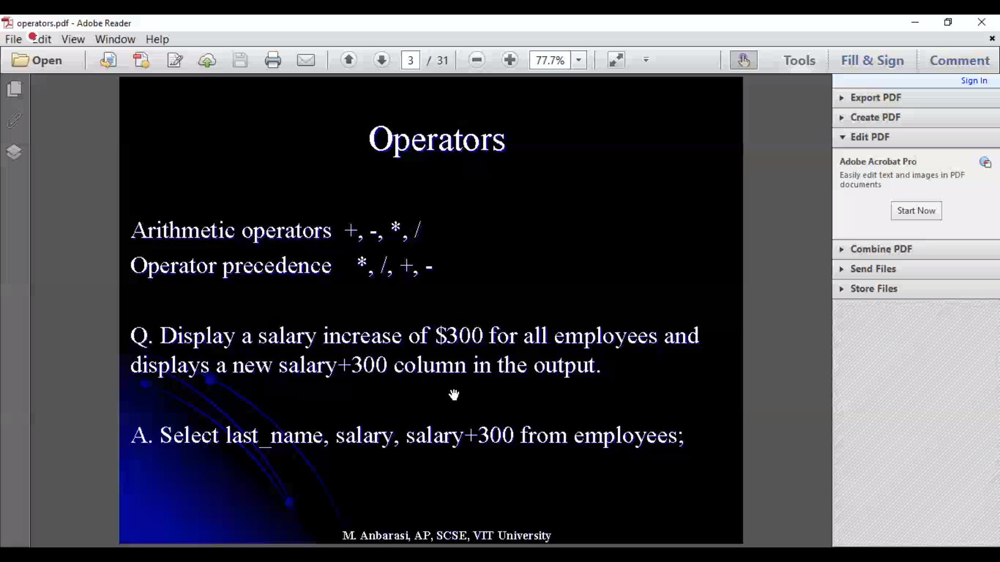 operators.pdf - Adobe Reader
File Edit View Window Help
Open 3 / 31 77.7% Tools Fill & Sign Comment
Sign In
Export PDF
Create PDF
Edit PDF
Adobe Acrobat Pro
Easily edit text and images in PDF
documents
Start Now
Combine PDF
Send Files
Store Files
Operators
Arithmetic operators +, -, *, /
Operator precedence *, /, +, -
Q. Display a salary increase of $300 for all employees and
displays a new salary+300 column in the output.
A. Select last_name, salary, salary+300 from employees;
M. Anbarasi, AP, SCSE, VIT University